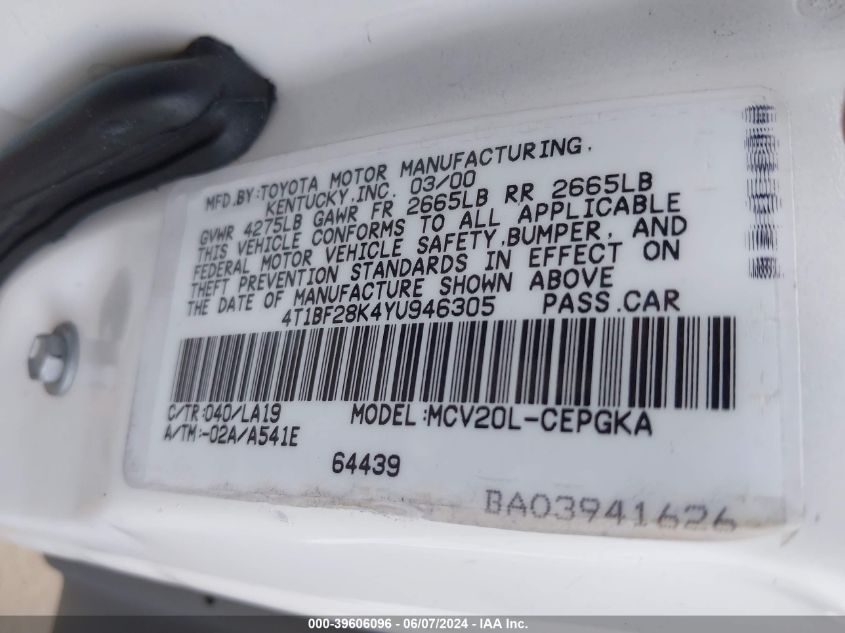 MFD.BY:TOYOTA MOTOR MANUFACTURING,
KENTUCKY,INC. 03/00
GVWR 4275LB GAWR FR 2665LB RR 2665LB
THIS VEHICLE CONFORMS TO ALL APPLICABLE
FEDERAL MOTOR VEHICLE SAFETY,BUMPER, AND
THEFT PREVENTION STANDARDS IN EFFECT ON
THE DATE OF MANUFACTURE SHOWN ABOVE
4T1BF28K4YU946305 PASS.CAR
C/TR:040/LA19 MODEL:MCV20L-CEPGKA
A/TM:-02A/A541E
64439
BA03941626
000-39606096 - 06/07/2024 - IAA Inc.